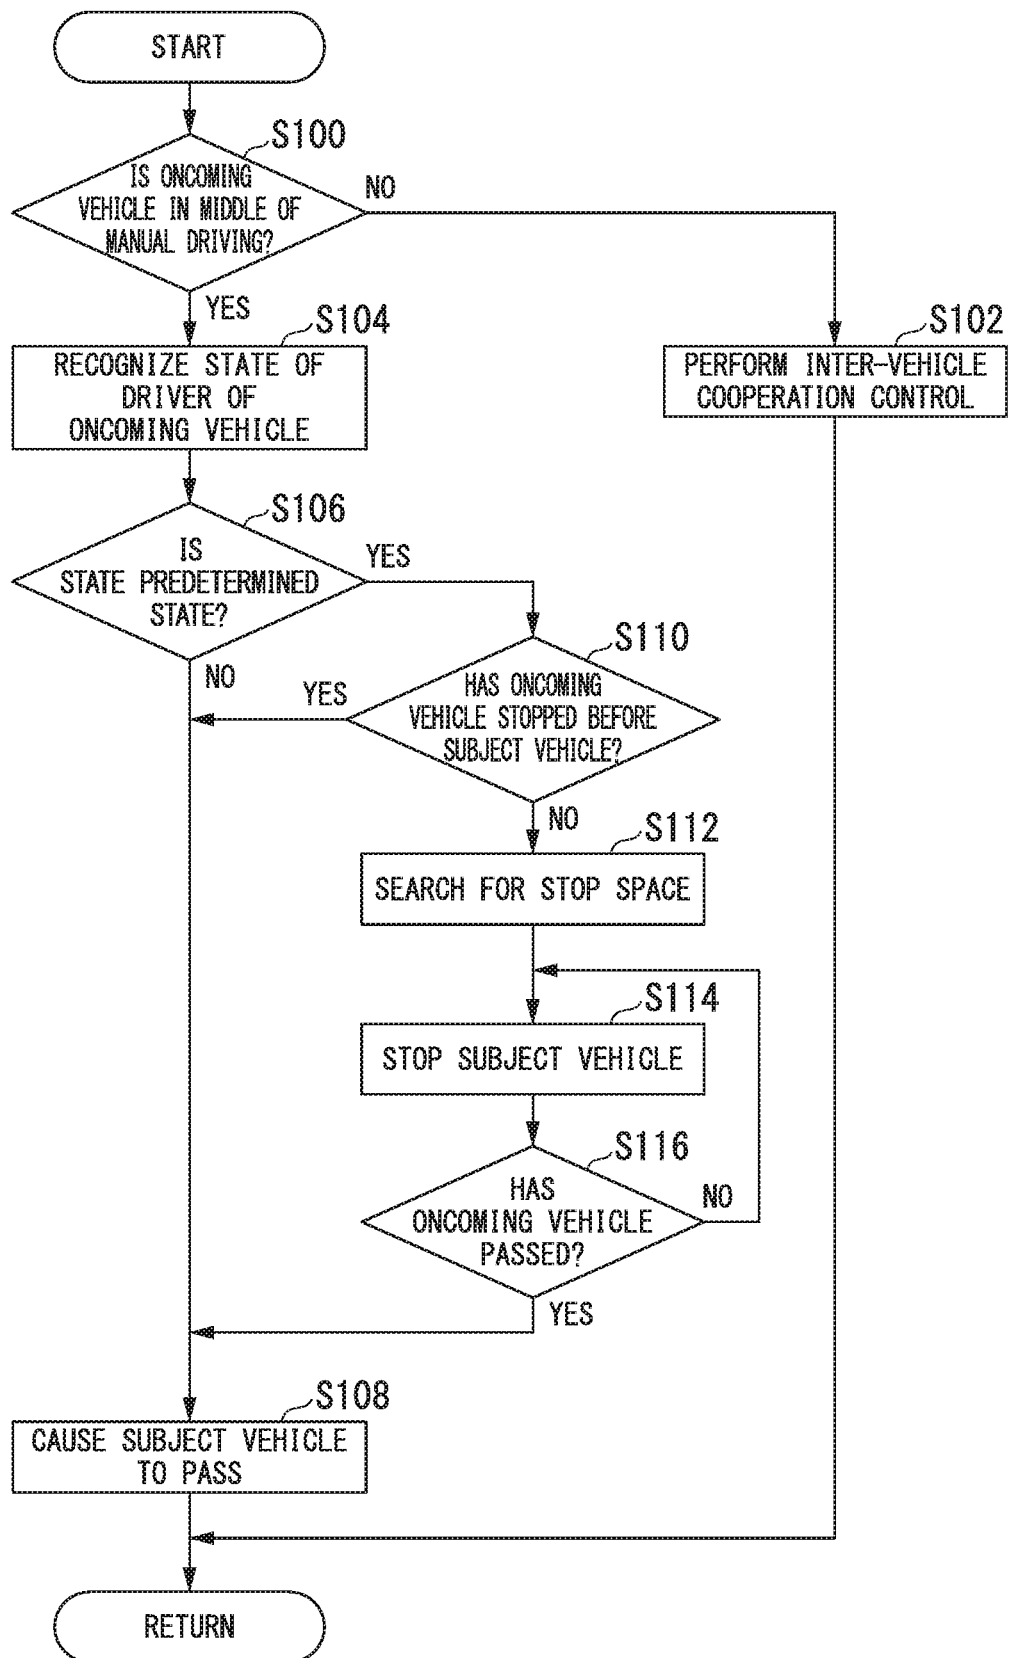 START
S100
IS ONCOMING
VEHICLE IN MIDDLE OF
MANUAL DRIVING?
NO
YES
S104
RECOGNIZE STATE OF
DRIVER OF
ONCOMING VEHICLE
S102
PERFORM INTER-VEHICLE
COOPERATION CONTROL
S106
IS
STATE PREDETERMINED
STATE?
YES
NO
S110
HAS ONCOMING
VEHICLE STOPPED BEFORE
SUBJECT VEHICLE?
YES
NO
S112
SEARCH FOR STOP SPACE
S114
STOP SUBJECT VEHICLE
S116
HAS
ONCOMING VEHICLE
PASSED?
NO
YES
S108
CAUSE SUBJECT VEHICLE
TO PASS
RETURN